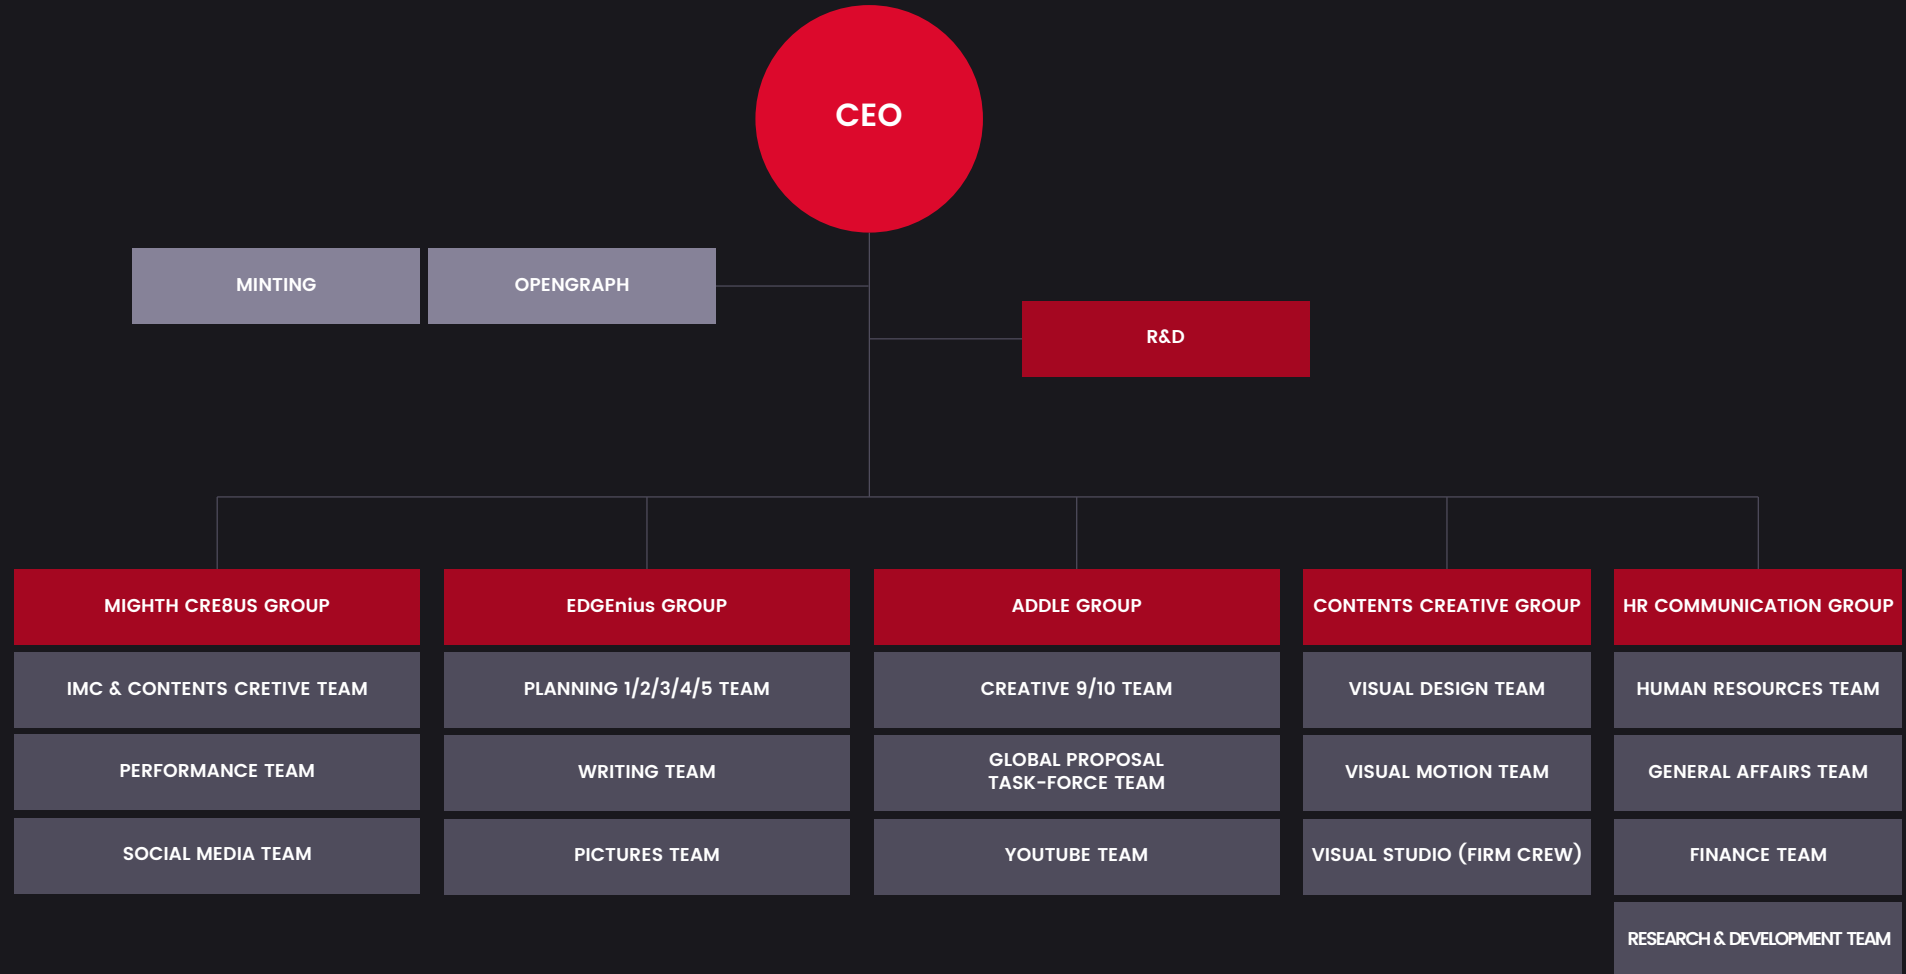 CEO
MINTING
OPENGRAPH
R&D
MIGHTH CRE8US GROUP
EDGEnius GROUP
ADDLE GROUP
CONTENTS CREATIVE GROUP
HR COMMUNICATION GROUP
IMC & CONTENTS CRETIVE TEAM
PLANNING 1/2/3/4/5 TEAM
CREATIVE 9/10 TEAM
VISUAL DESIGN TEAM
HUMAN RESOURCES TEAM
PERFORMANCE TEAM
WRITING TEAM
GLOBAL PROPOSAL
TASK-FORCE TEAM
VISUAL MOTION TEAM
GENERAL AFFAIRS TEAM
SOCIAL MEDIA TEAM
PICTURES TEAM
YOUTUBE TEAM
VISUAL STUDIO (FIRM CREW)
FINANCE TEAM
RESEARCH & DEVELOPMENT TEAM